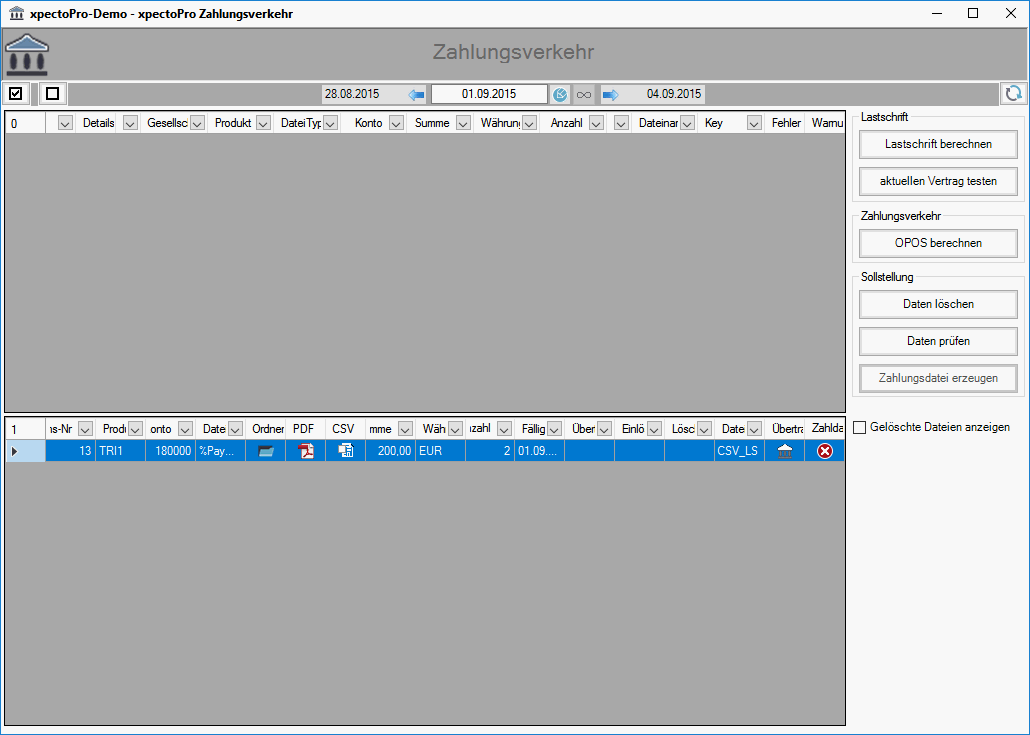 xpectoPro-Demo - xpectoPro Zahlungsverkehr
Zahlungsverkehr
28.08.2015 01.09.2015 04.09.2015
0 Details Gesellsc Produkt DateiTyp Konto Summe Währung Anzahl Dateinar Key Fehler Warnu
Lastschrift
Lastschrift berechnen
aktuellen Vertrag testen
Zahlungsverkehr
OPOS berechnen
Sollstellung
Daten löschen
Daten prüfen
Zahlungsdatei erzeugen
1 ıs-Nr Produ onto Date Ordner PDF CSV mme Wäh ızahl Fällig Über Einlö Lösc Date Übertra Zahlda
13 TRI1 180000 %Pay... 200,00 EUR 2 01.09.... CSV_LS
Gelöschte Dateien anzeigen